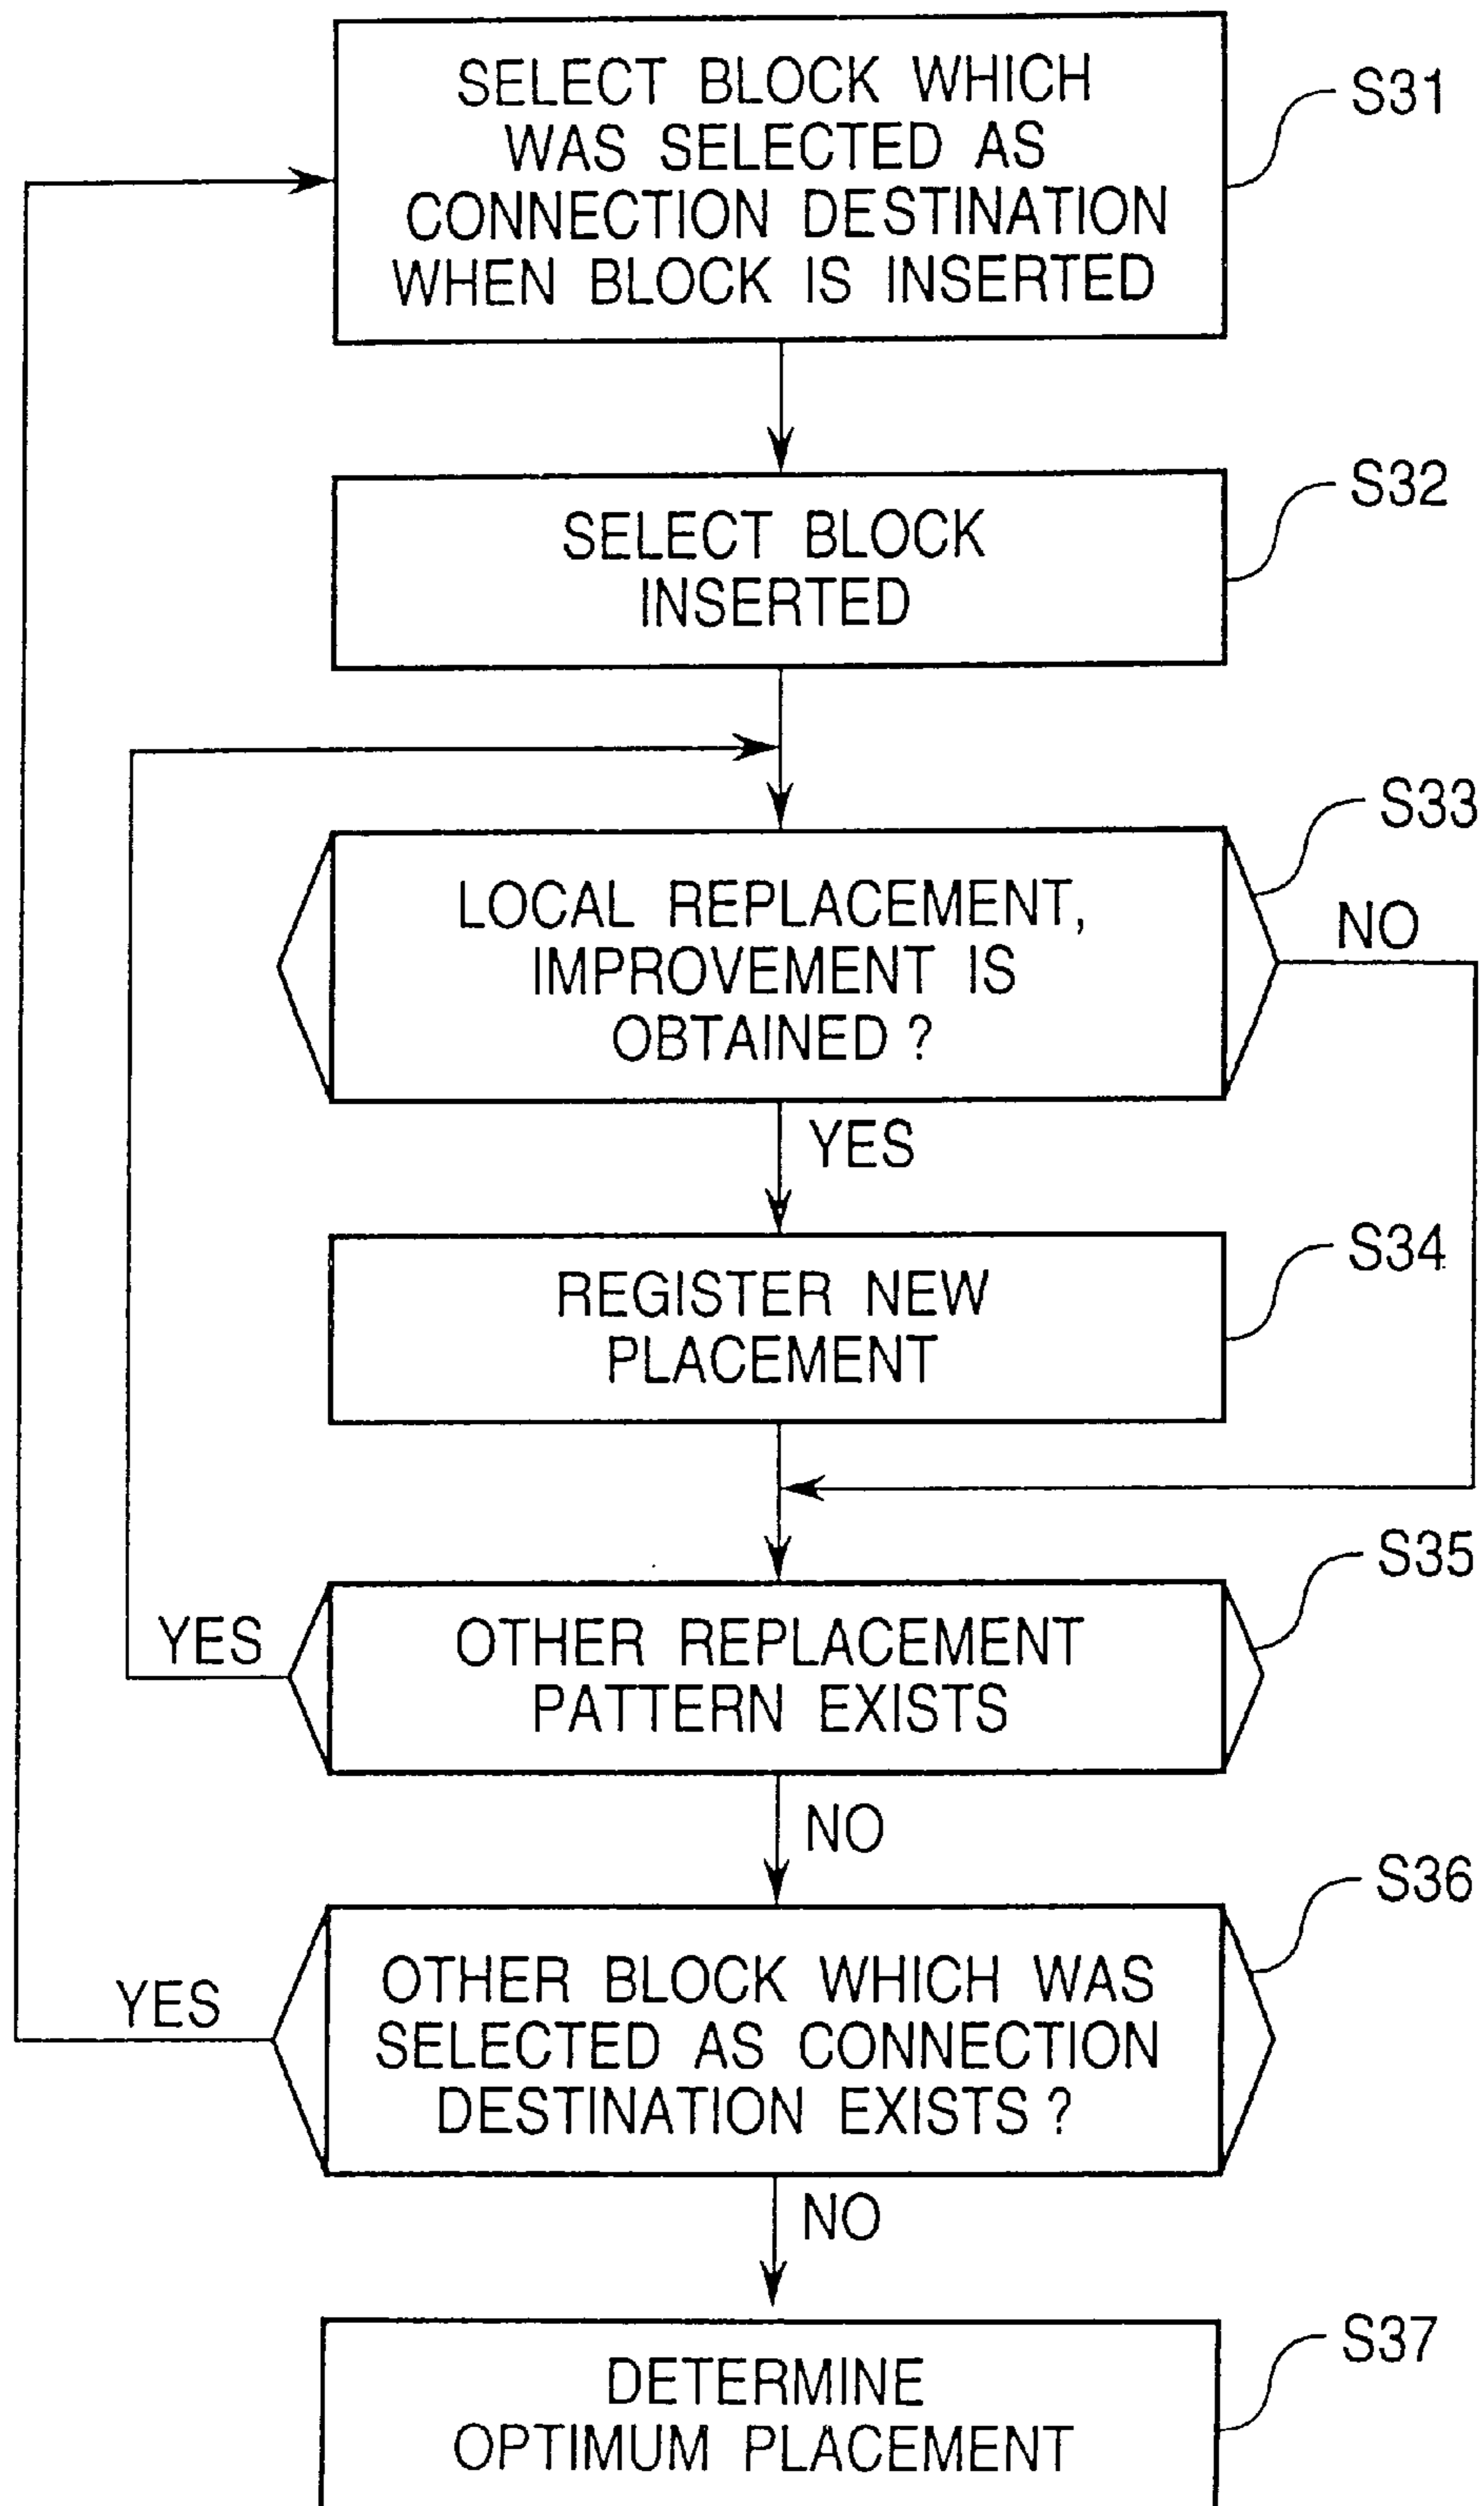 SELECT BLOCK WHICH
WAS SELECTED AS
CONNECTION DESTINATION
WHEN BLOCK IS INSERTED
S31
SELECT BLOCK
INSERTED
S32
LOCAL REPLACEMENT,
IMPROVEMENT IS
OBTAINED ?
S33
NO
YES
REGISTER NEW
PLACEMENT
S34
OTHER REPLACEMENT
PATTERN EXISTS
S35
YES
NO
OTHER BLOCK WHICH WAS
SELECTED AS CONNECTION
DESTINATION EXISTS ?
S36
YES
NO
DETERMINE
OPTIMUM PLACEMENT
S37